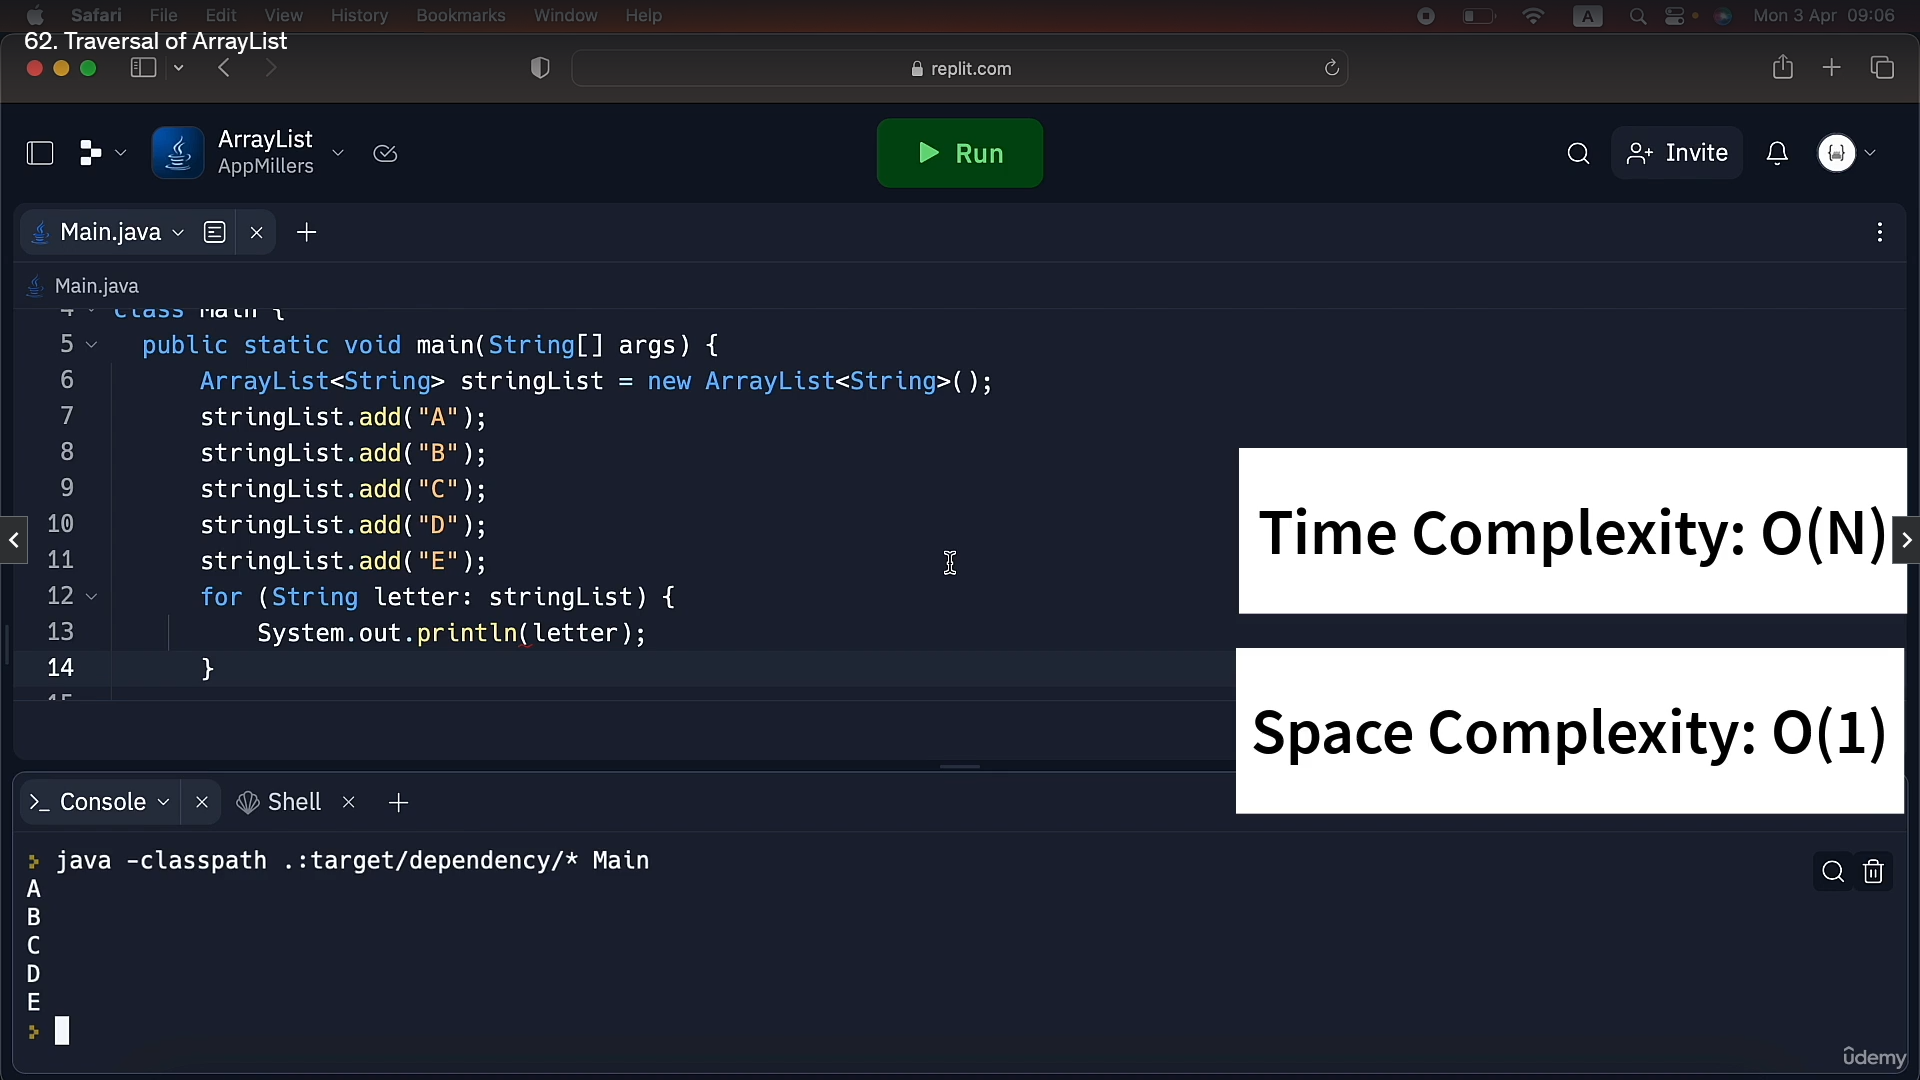 Safari File Edit View History Bookmarks Window Help A Mon 3 Apr 09:06
62. Traversal of ArrayList
replit.com
ArrayList
AppMillers
Run
Invite
Main.java
Main.java
4 class Main {
5 public static void main(String[] args) {
6 ArrayList<String> stringList = new ArrayList<String>();
7 stringList.add("A");
8 stringList.add("B");
9 stringList.add("C");
10 stringList.add("D");
11 stringList.add("E");
12 for (String letter: stringList) {
13 System.out.println(letter);
14 }
15
Time Complexity: O(N)
Space Complexity: O(1)
Console Shell
java -classpath .:target/dependency/* Main
A
B
C
D
E
ûdemy